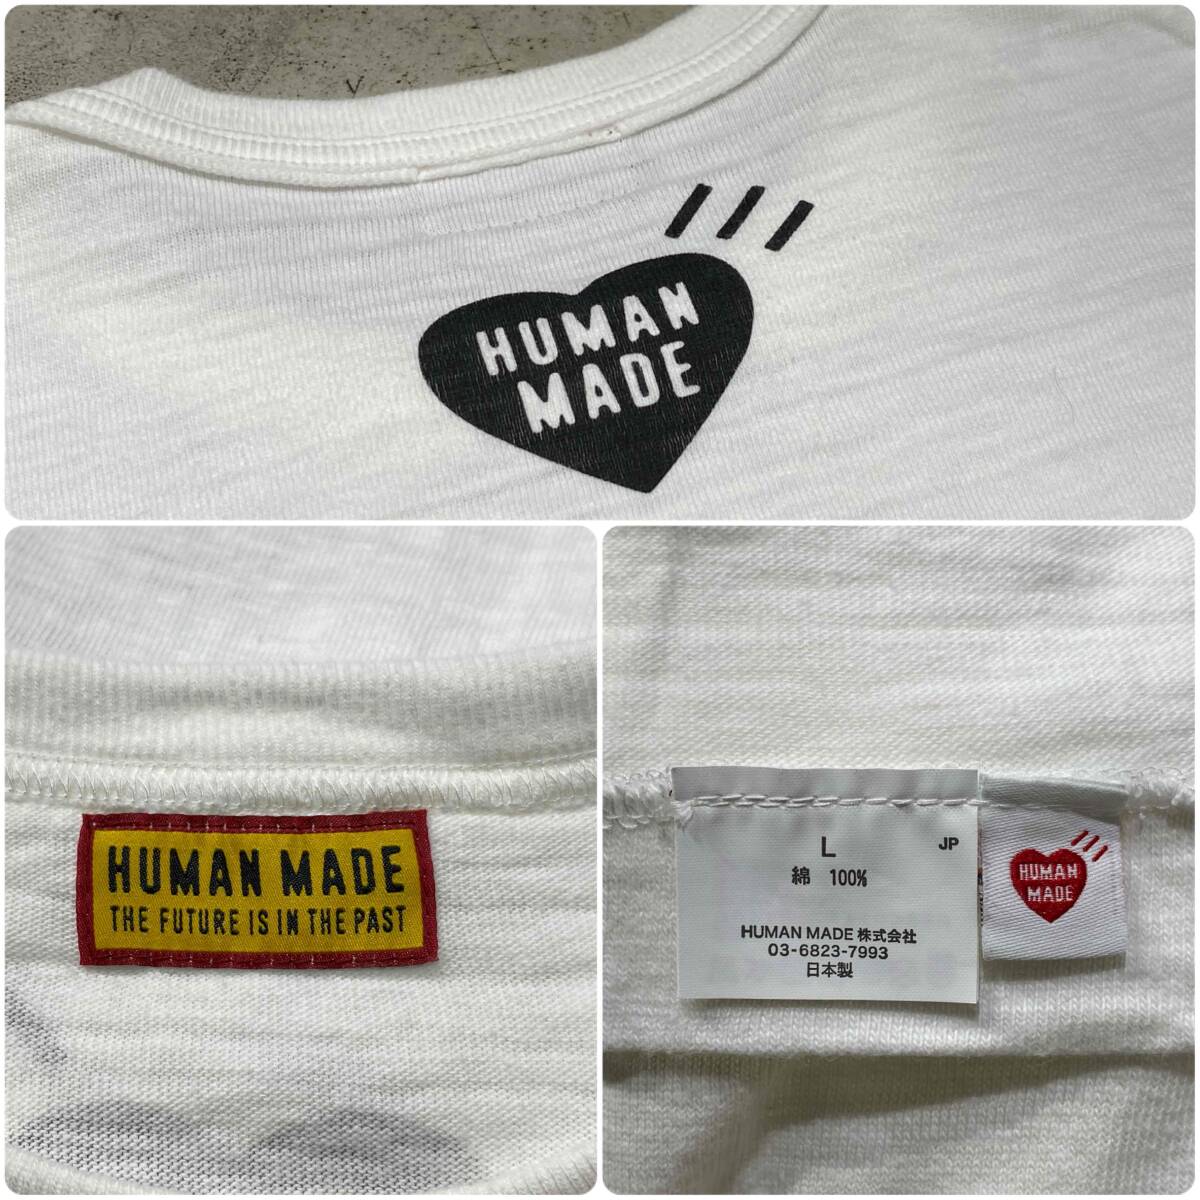 HUMAN
MADE
HUMAN MADE
THE FUTURE IS IN THE PAST
L
JP
綿 100%
HUMAN MADE 株式会社
03-6823-7993
日本製
HUMAN
MADE